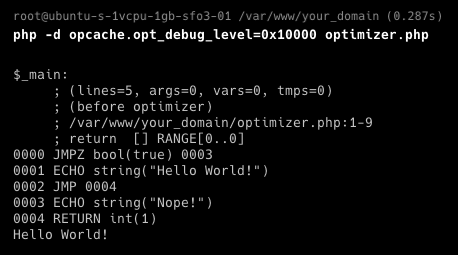 root@ubuntu-s-1vcpu-1gb-sfo3-01 /var/www/your_domain (0.287s)
php -d opcache.opt_debug_level=0x10000 optimizer.php
$_main:
; (lines=5, args=0, vars=0, tmps=0)
; (before optimizer)
; /var/www/your_domain/optimizer.php:1-9
; return  [] RANGE[0..0]
0000 JMPZ bool(true) 0003
0001 ECHO string("Hello World!")
0002 JMP 0004
0003 ECHO string("Nope!")
0004 RETURN int(1)
Hello World!